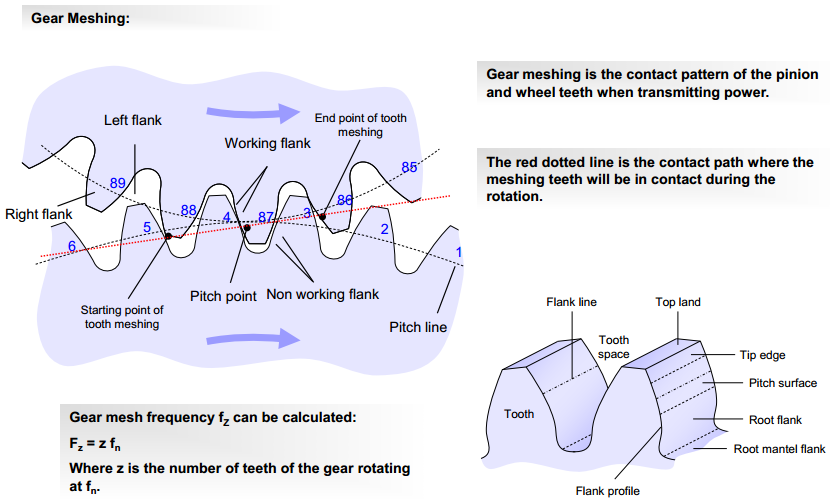 Gear Meshing:
Gear meshing is the contact pattern of the pinion
and wheel teeth when transmitting power.
The red dotted line is the contact path where the
meshing teeth will be in contact during the
rotation.
Left flank
Working flank
End point of tooth
meshing
Right flank
89
88
87
86
85
6
5
4
3
2
1
Starting point of
tooth meshing
Pitch point
Non working flank
Pitch line
Gear mesh frequency fz can be calculated:
Fz = z fn
Where z is the number of teeth of the gear rotating
at fn.
Flank line
Top land
Tooth
space
Tip edge
Pitch surface
Tooth
Root flank
Root mantel flank
Flank profile